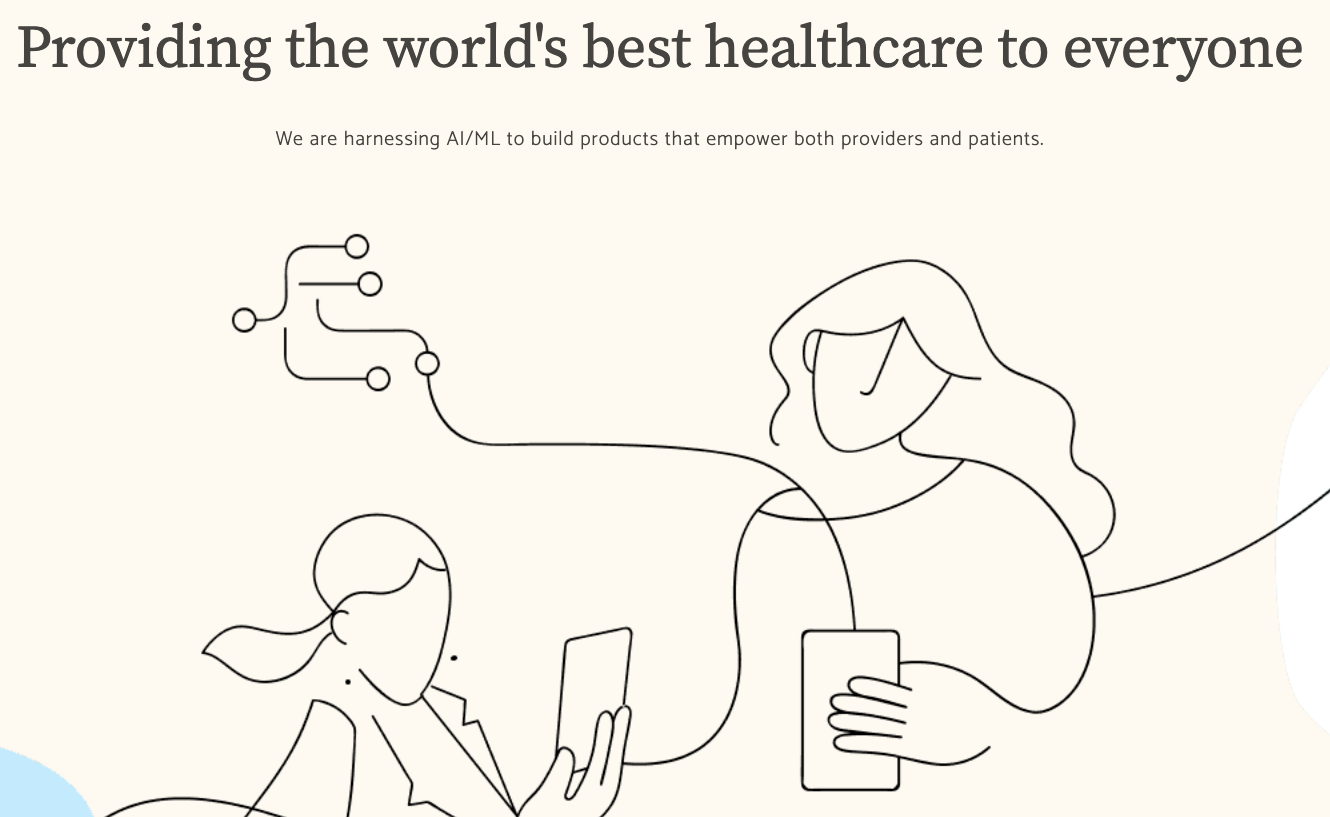 Providing the world's best healthcare to everyone
We are harnessing AI/ML to build products that empower both providers and patients.